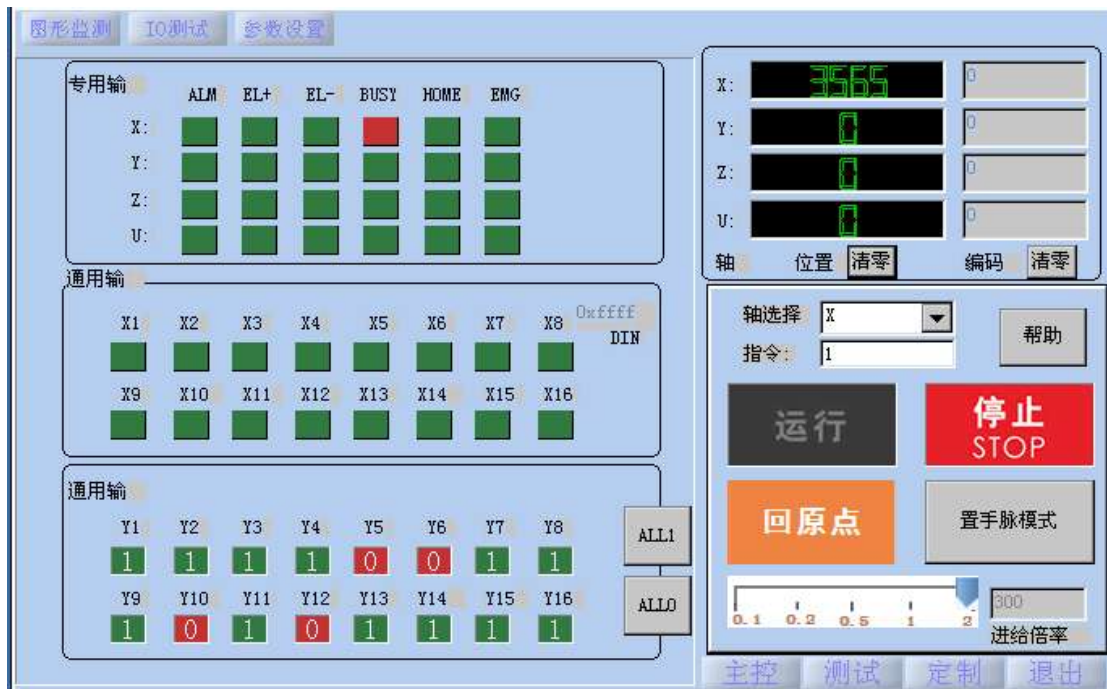 图形监测 IO测试 参数设置
专用输
ALM EL+ EL- BUSY HOME EMG
X:
Y:
Z:
U:
通用输
X1 X2 X3 X4 X5 X6 X7 X8 0xffff
DIN
X9 X10 X11 X12 X13 X14 X15 X16
通用输
Y1 Y2 Y3 Y4 Y5 Y6 Y7 Y8
1 1 1 1 0 0 1 1
Y9 Y10 Y11 Y12 Y13 Y14 Y15 Y16
1 0 1 0 1 1 1 1
ALL1
ALL0
X: 3565 0
Y: 0 0
Z: 0 0
U: 0 0
轴 位置 清零 编码 清零
轴选择 X
指令: 1
帮助
运行
停止
STOP
回原点
置手脉模式
0.1 0.2 0.5 1 2
300
进给倍率
主控 测试 定制 退出